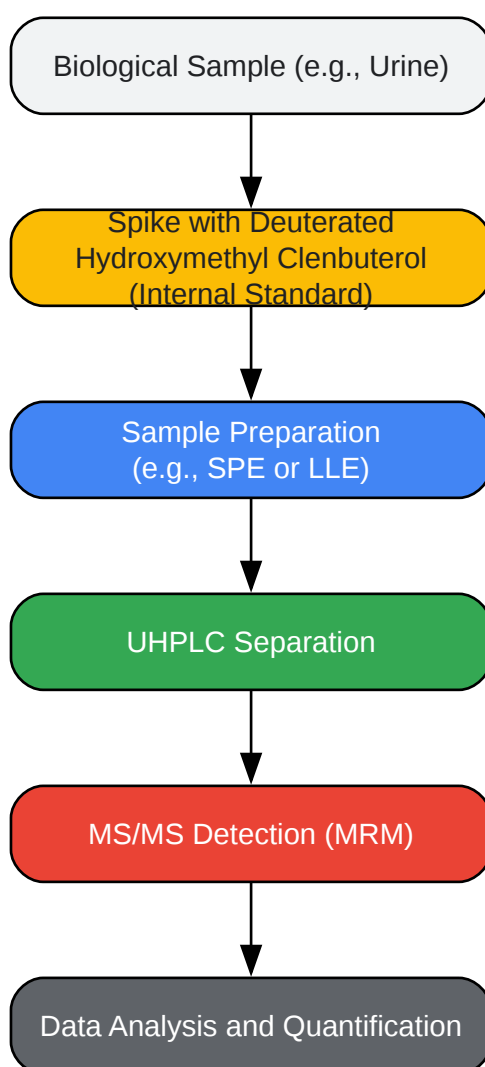 Biological Sample (e.g., Urine)
Spike with Deuterated
Hydroxymethyl Clenbuterol
(Internal Standard)
Sample Preparation
(e.g., SPE or LLE)
UHPLC Separation
MS/MS Detection (MRM)
Data Analysis and Quantification